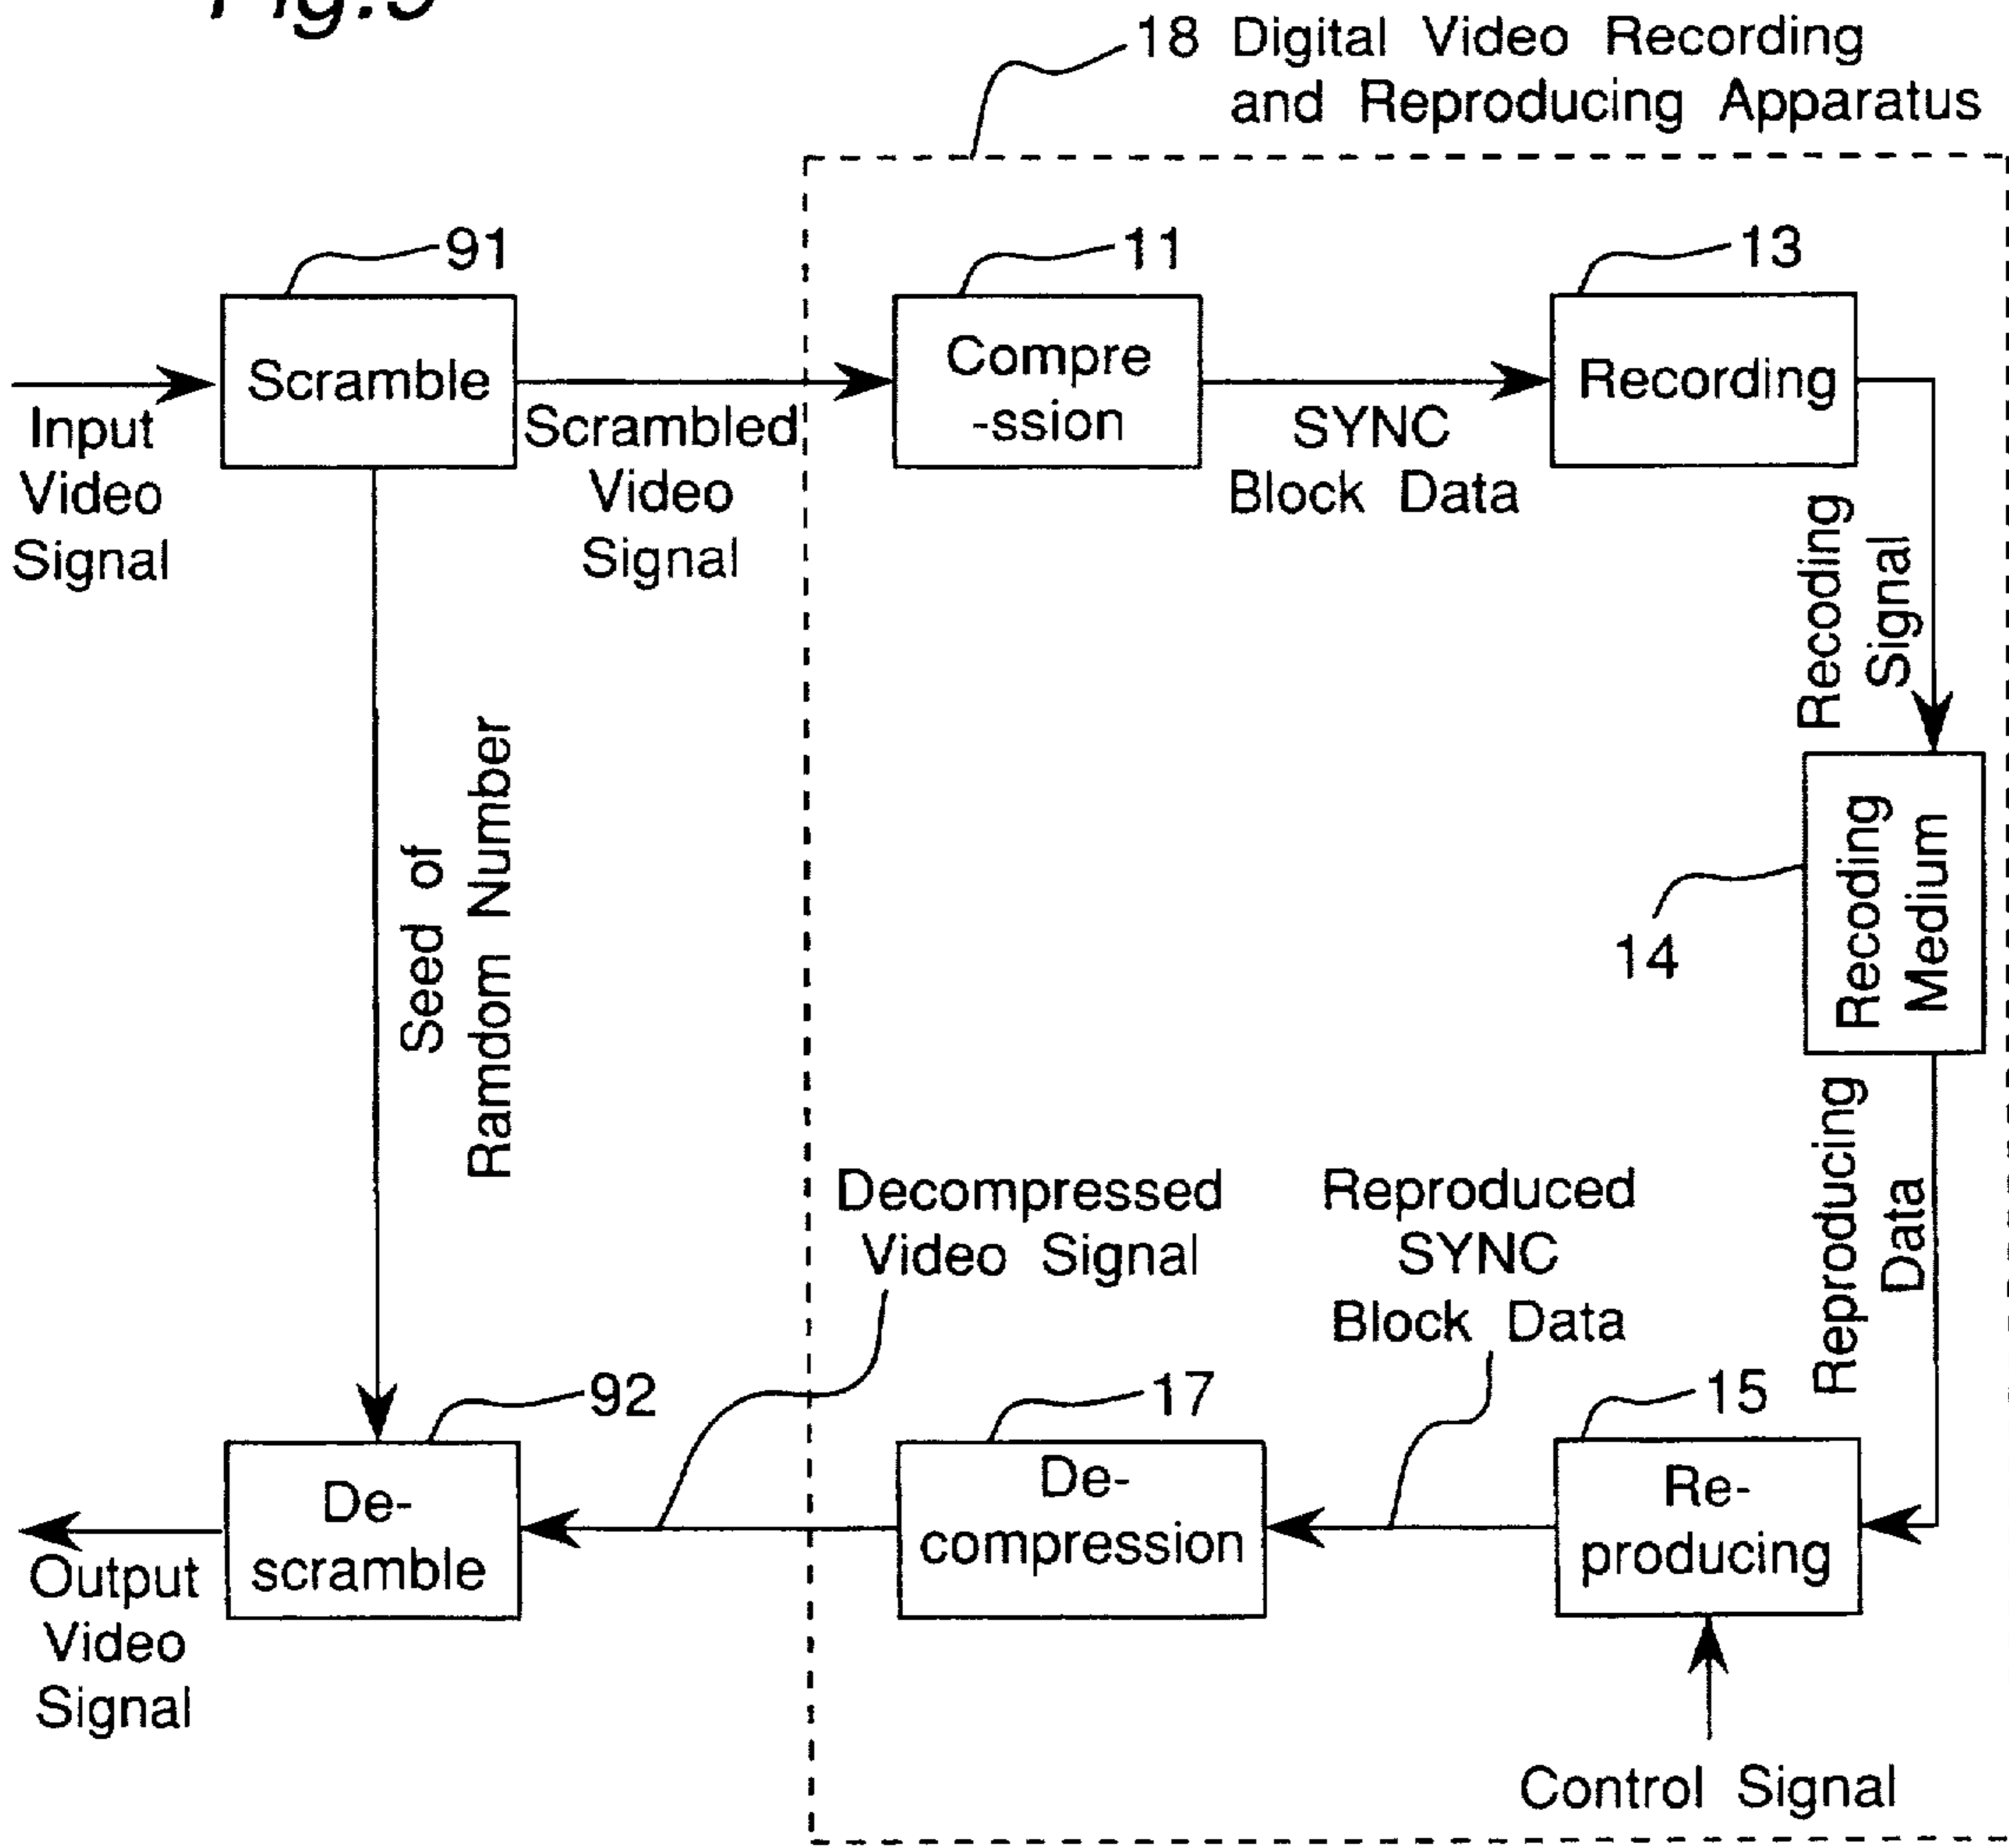 18 Digital Video Recording
and Reproducing Apparatus
91
11
13
Scramble
Compre
-ssion
Recording
Input
Video
Signal
Scrambled
Video
Signal
SYNC
Block Data
Recoding
Signal
Seed of
Ramdom Number
14
Recoding
Medium
Reproducing
Data
Decompressed
Video Signal
Reproduced
SYNC
Block Data
92
17
15
De-
scramble
De-
compression
Re-
producing
Output
Video
Signal
Control Signal